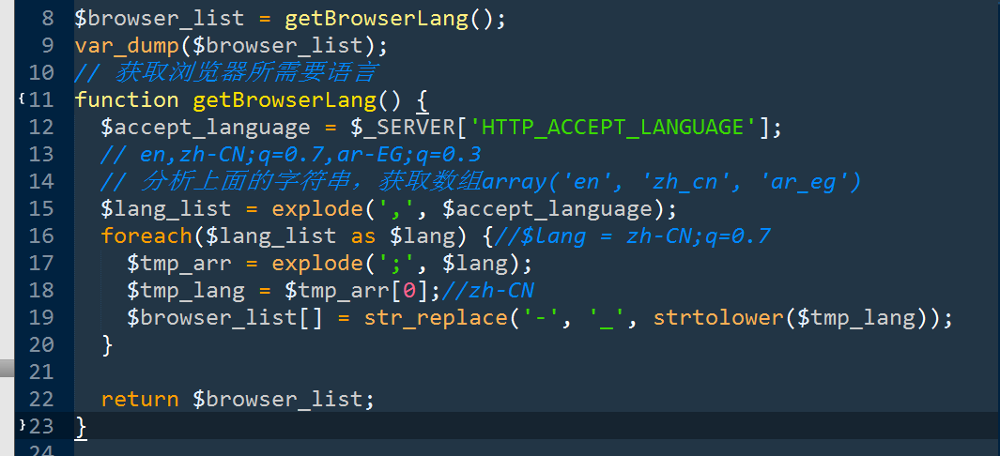 8 $browser_list = getBrowserLang();
9 var_dump($browser_list);
10 // 获取浏览器所需要语言
11 function getBrowserLang() {
12 $accept_language = $_SERVER['HTTP_ACCEPT_LANGUAGE'];
13 // en,zh-CN;q=0.7,ar-EG;q=0.3
14 // 分析上面的字符串，获取数组array('en', 'zh_cn', 'ar_eg')
15 $lang_list = explode(',', $accept_language);
16 foreach($lang_list as $lang) {//$lang = zh-CN;q=0.7
17 $tmp_arr = explode(';', $lang);
18 $tmp_lang = $tmp_arr[0];//zh-CN
19 $browser_list[] = str_replace('-', '_', strtolower($tmp_lang));
20 }
21
22 return $browser_list;
23 }
24